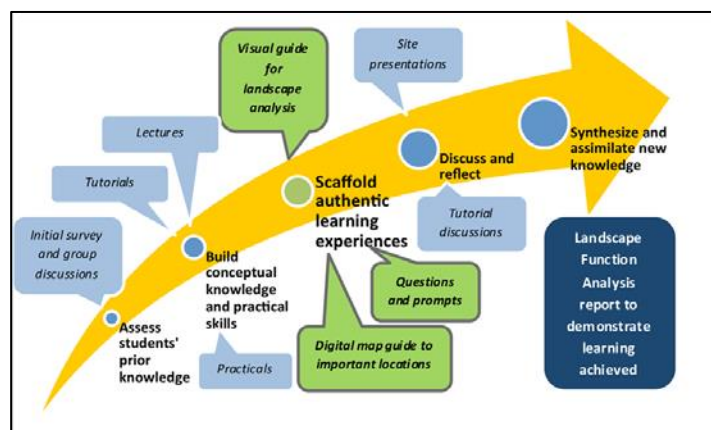 Visual guide
for
landscape
analysis
Site
presentations
Lectures
Tutorials
Initial survey
and group
discussions
Assess
students'
prior
knowledge
Build
conceptual
knowledge
and practical
skills
Practicals
Scaffold
authentic
learning
experiences
Questions
and prompts
Digital map guide to
important locations
Discuss and
reflect
Tutorial
discussions
Synthesize and
assimilate new
knowledge
Landscape
Function
Analysis
report to
demonstrate
learning
achieved